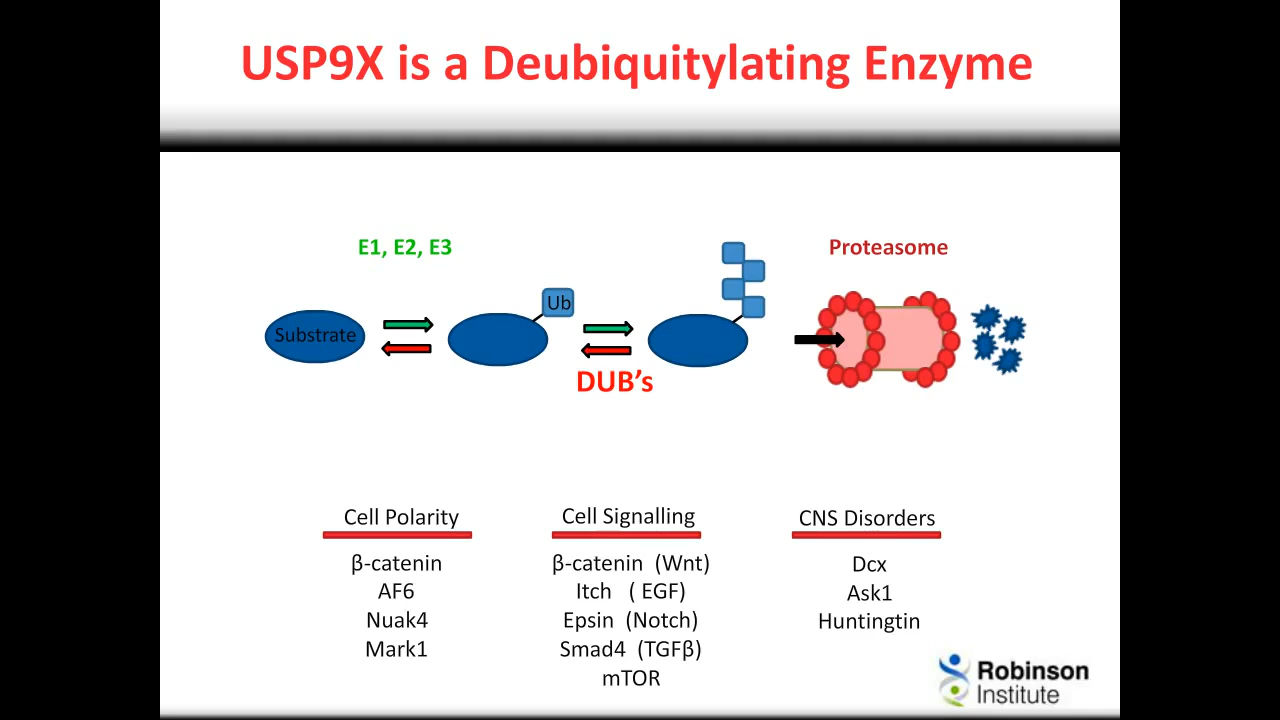 USP9X is a Deubiquitylating Enzyme
E1, E2, E3
Proteasome
Ub
Substrate
DUB's
Cell Polarity
β-catenin
AF6
Nuak4
Mark1
Cell Signalling
β-catenin (Wnt)
Itch ( EGF)
Epsin (Notch)
Smad4 (TGFβ)
mTOR
CNS Disorders
Dcx
Ask1
Huntingtin
Robinson
Institute